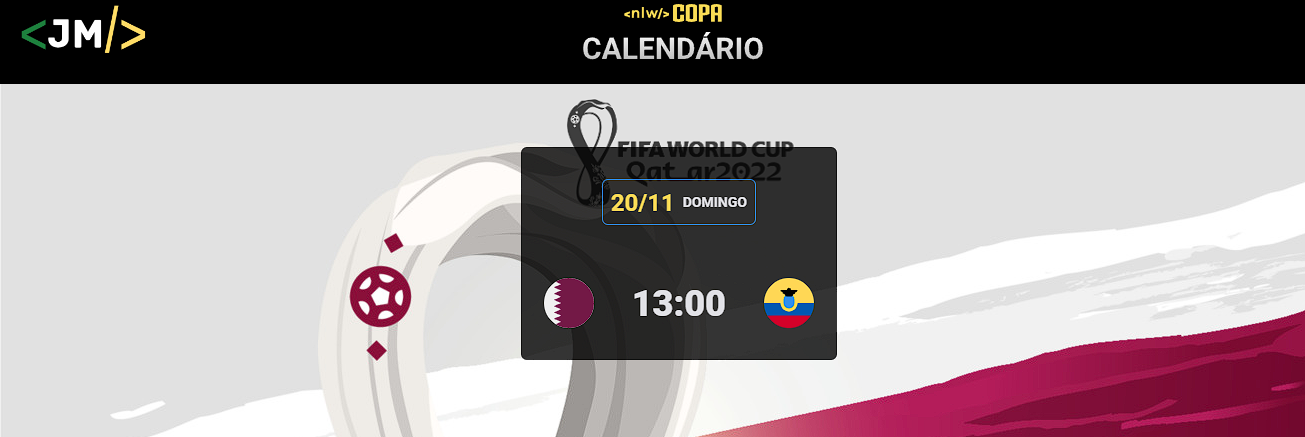 <JM/>
<nlw/> COPA
CALENDÁRIO
FIFA WORLD CUP
Qatar2022
20/11 DOMINGO
13:00